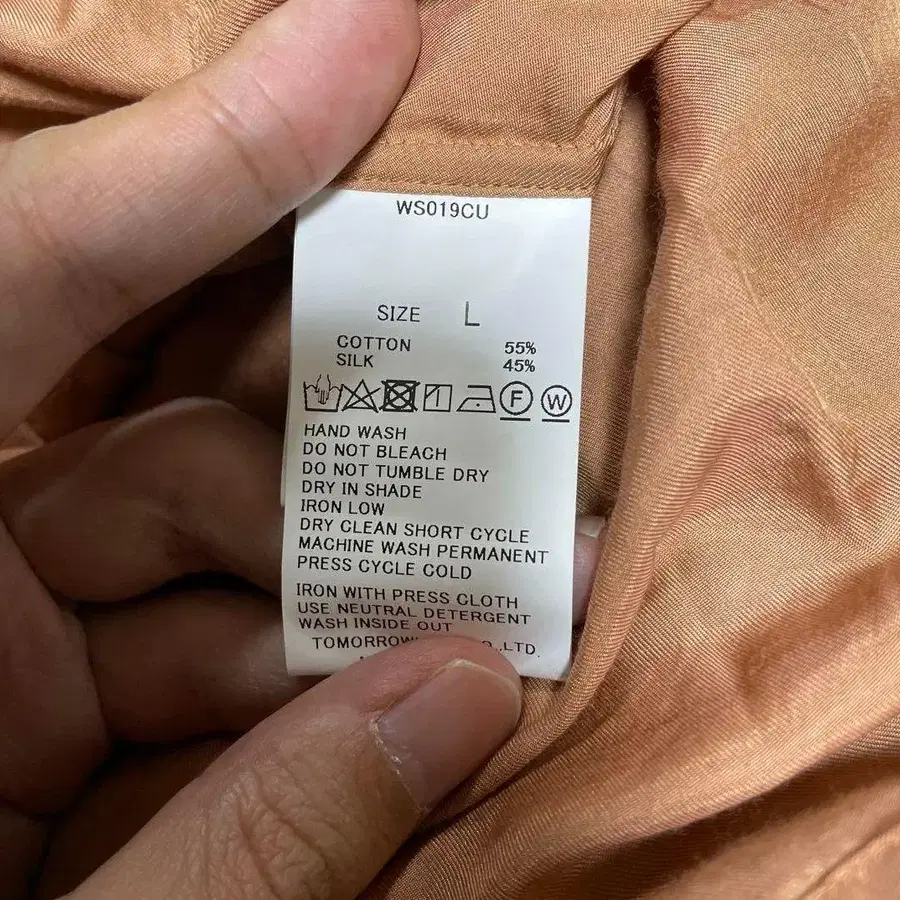 WS019CU
SIZE L
COTTON 55%
SILK 45%
F W
HAND WASH
DO NOT BLEACH
DO NOT TUMBLE DRY
DRY IN SHADE
IRON LOW
DRY CLEAN SHORT CYCLE
MACHINE WASH PERMANENT
PRESS CYCLE COLD
IRON WITH PRESS CLOTH
USE NEUTRAL DETERGENT
WASH INSIDE OUT
LTD.